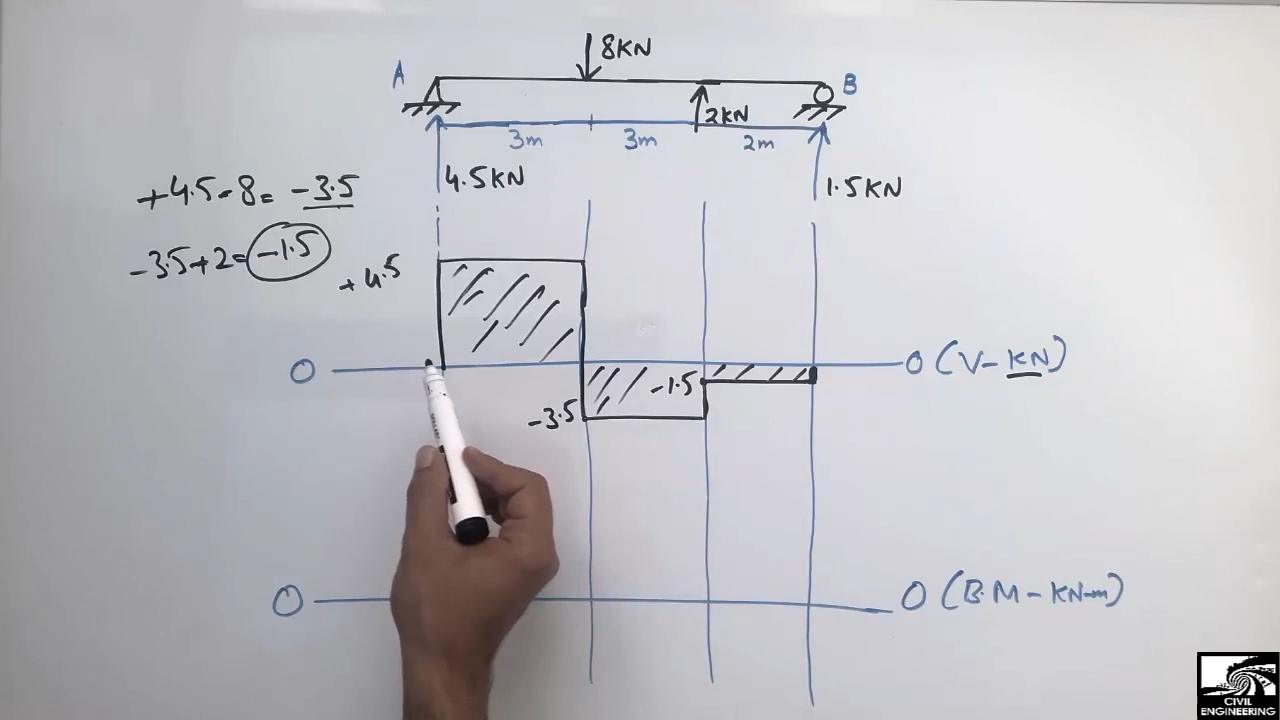 8KN
A
B
2KN
3m 3m 2m
4.5KN
1.5KN
+4.5-8= -3.5
-3.5+2= -1.5
+4.5
0
0 (V-KN)
-1.5
-3.5
0
0 (B.M-KN-m)
CIVIL
ENGINEERING